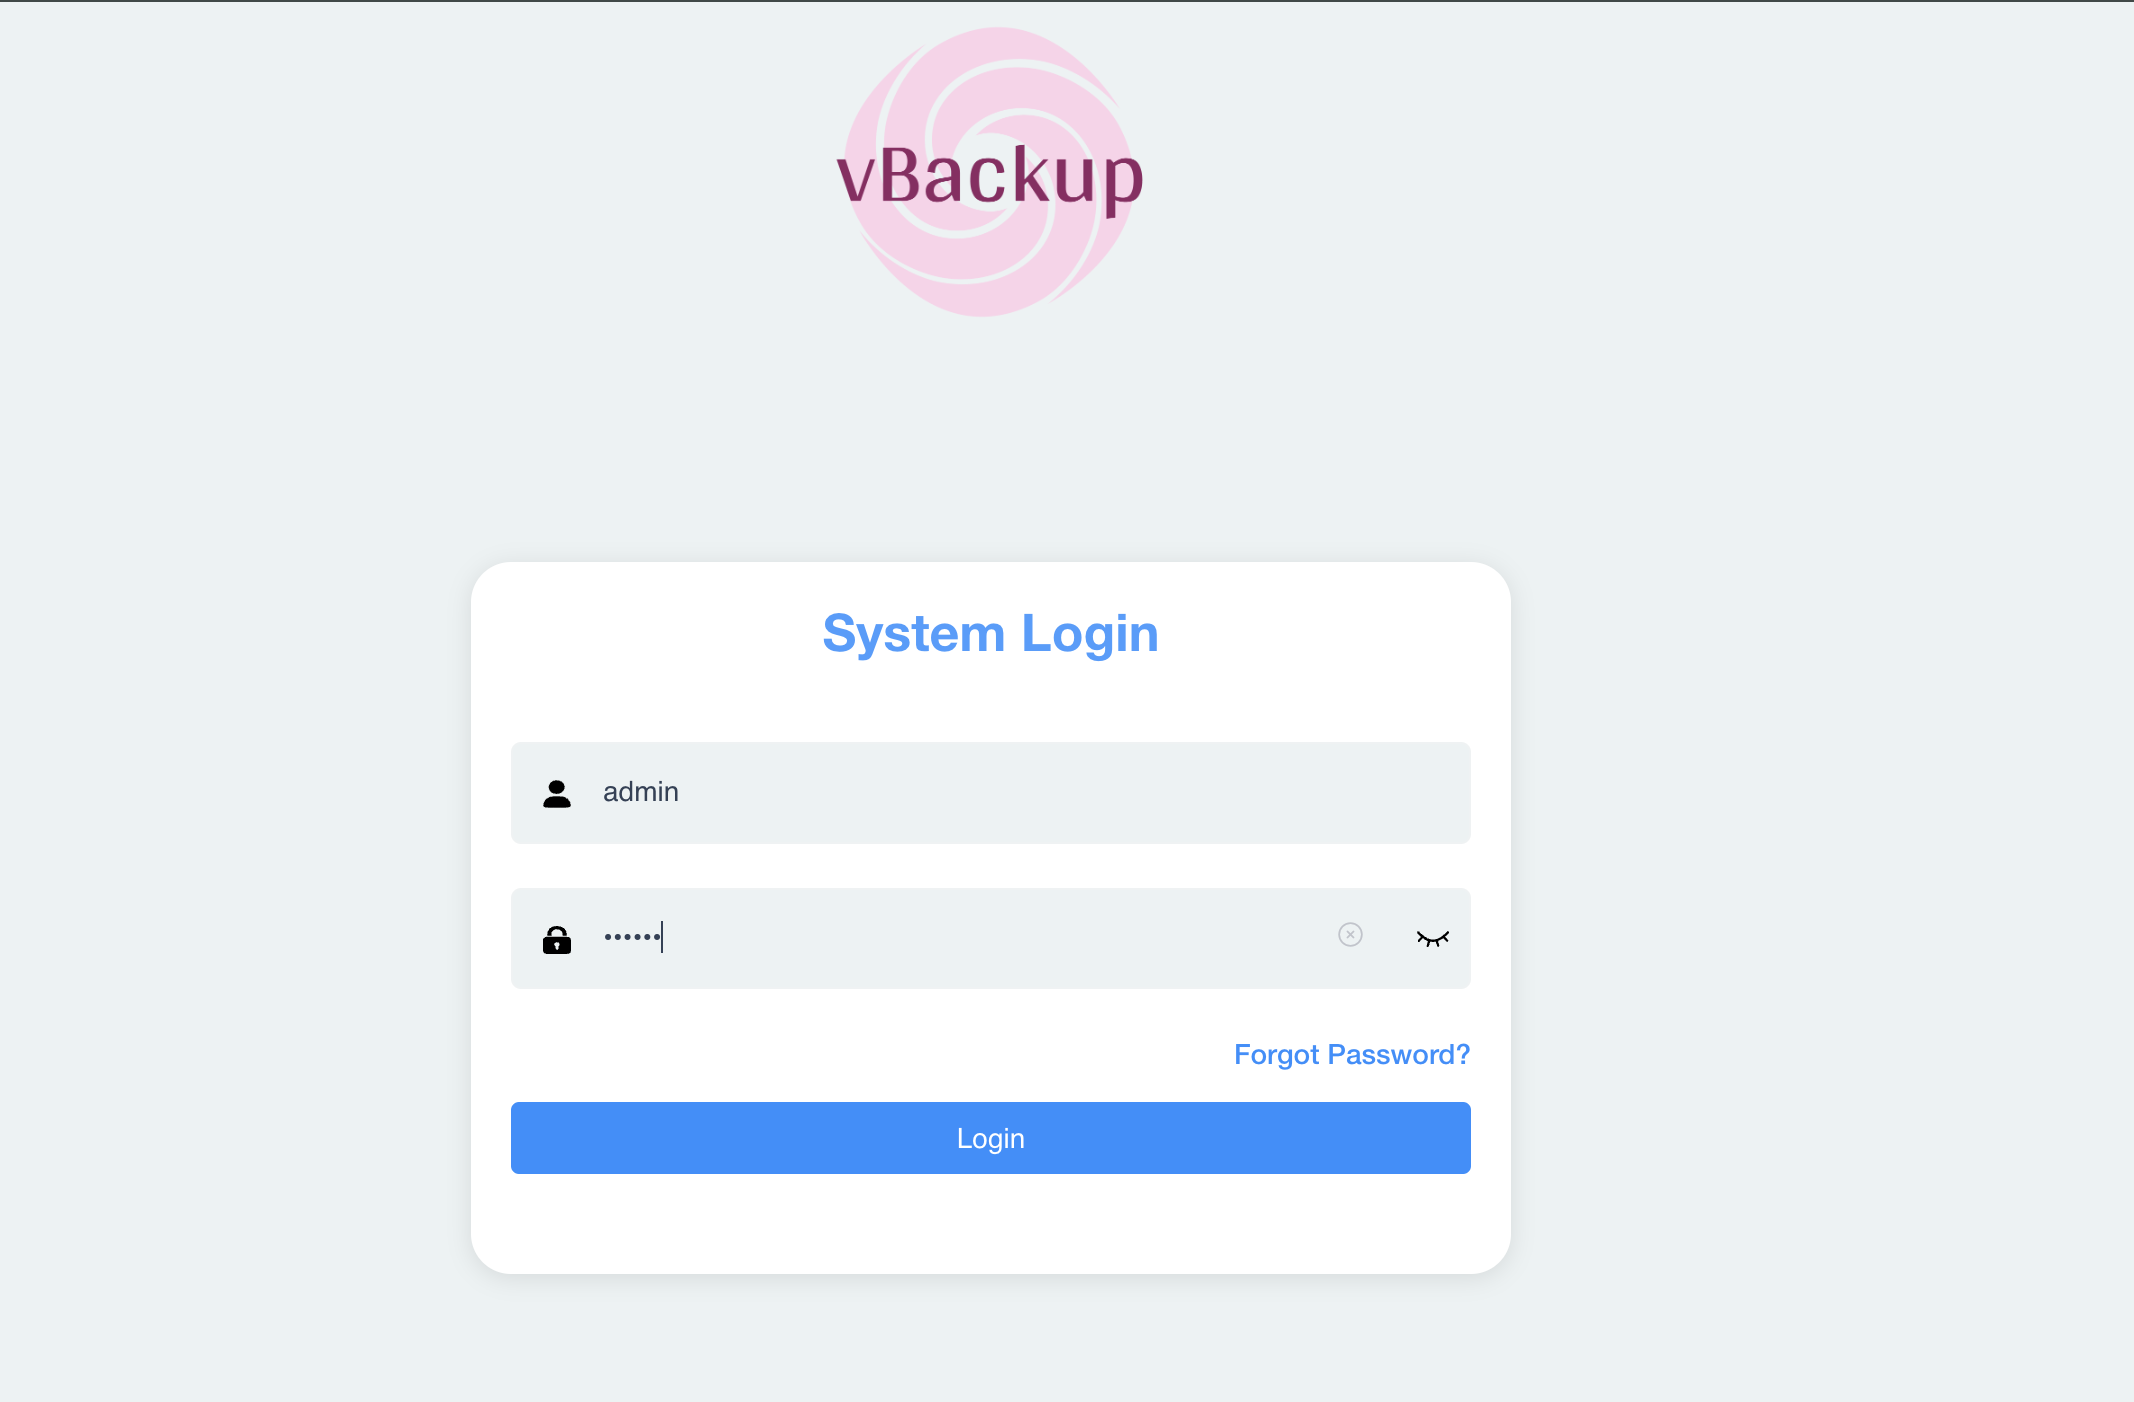 vBackup
System Login
admin
••••••
Forgot Password?
Login